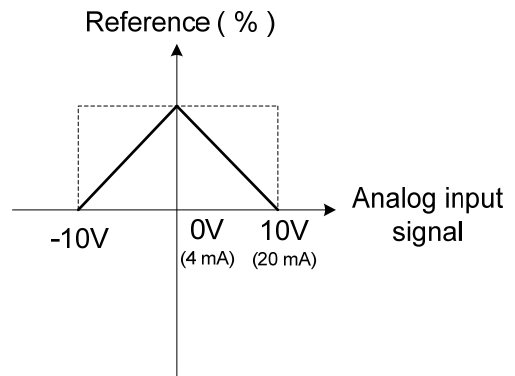 Reference ( % )
Analog input
signal
-10V
0V
10V
(4 mA)
(20 mA)